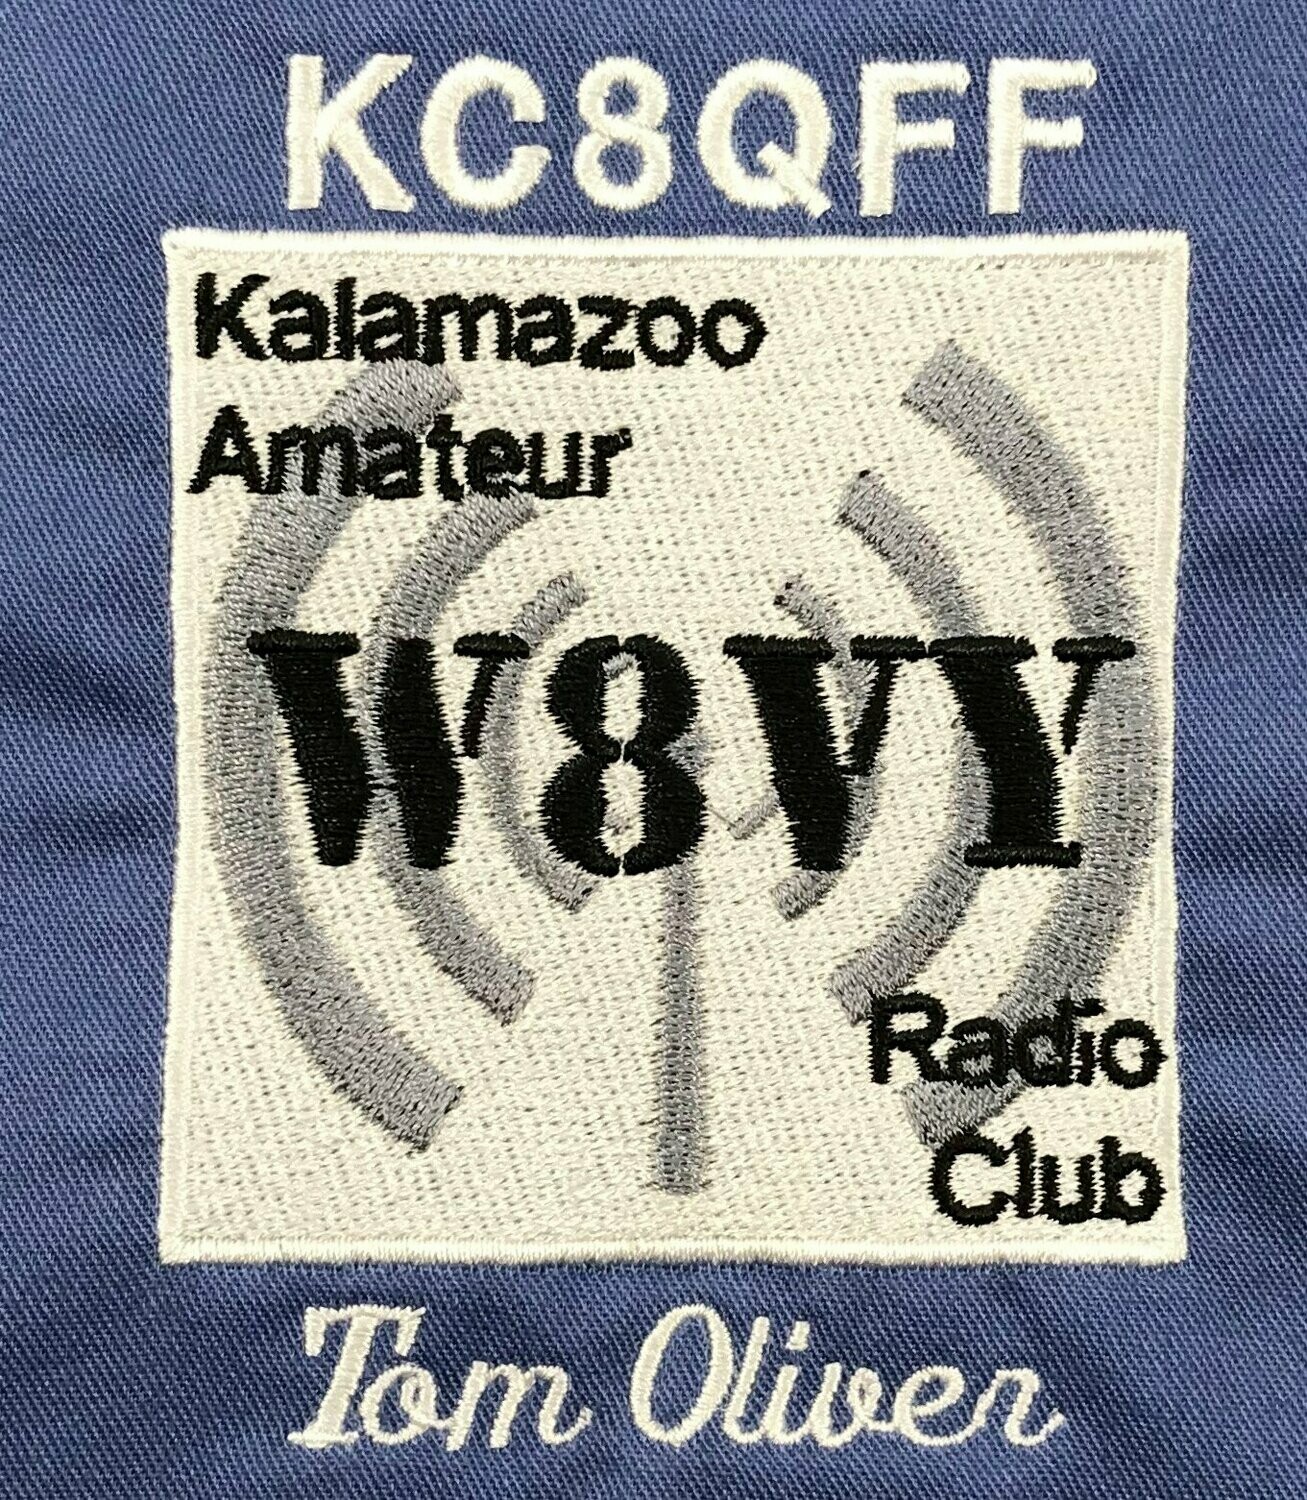 KC8QFF
Kalamazoo
Amateur
W8VY
Radio
Club
Tom Oliver